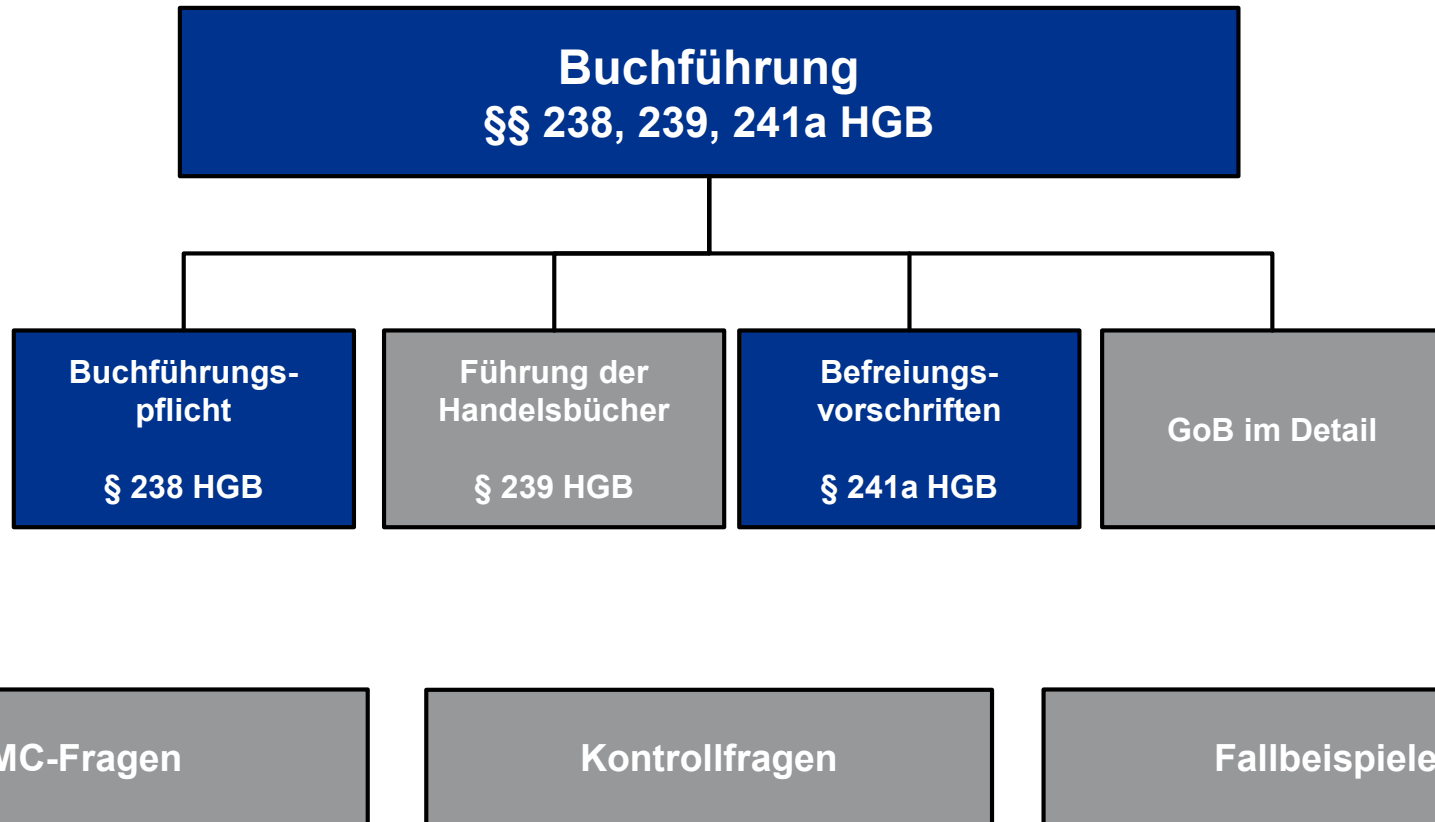 Buchführung
§§ 238, 239, 241a HGB
Buchführungs-
pflicht
§ 238 HGB
Führung der
Handelsbücher
§ 239 HGB
Befreiungs-
vorschriften
§ 241a HGB
GoB im Detail
MC-Fragen
Kontrollfragen
Fallbeispiele